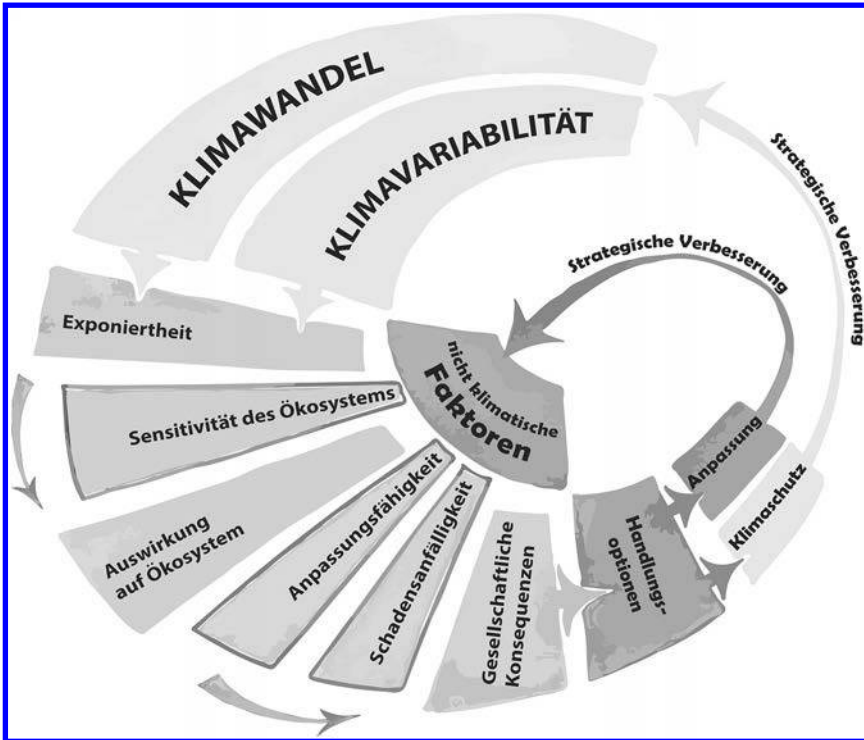 KLIMAWANDEL
KLIMAVARIABILITÄT
Strategische Verbesserung
Strategische Verbesserung
Exponiertheit
nicht klimatische
Faktoren
Sensitivität des Ökosystems
Auswirkung
auf Ökosystem
Anpassungsfähigkeit
Schadensanfälligkeit
Gesellschaftliche
Konsequenzen
Handlungs-
optionen
Anpassung
Klimaschutz